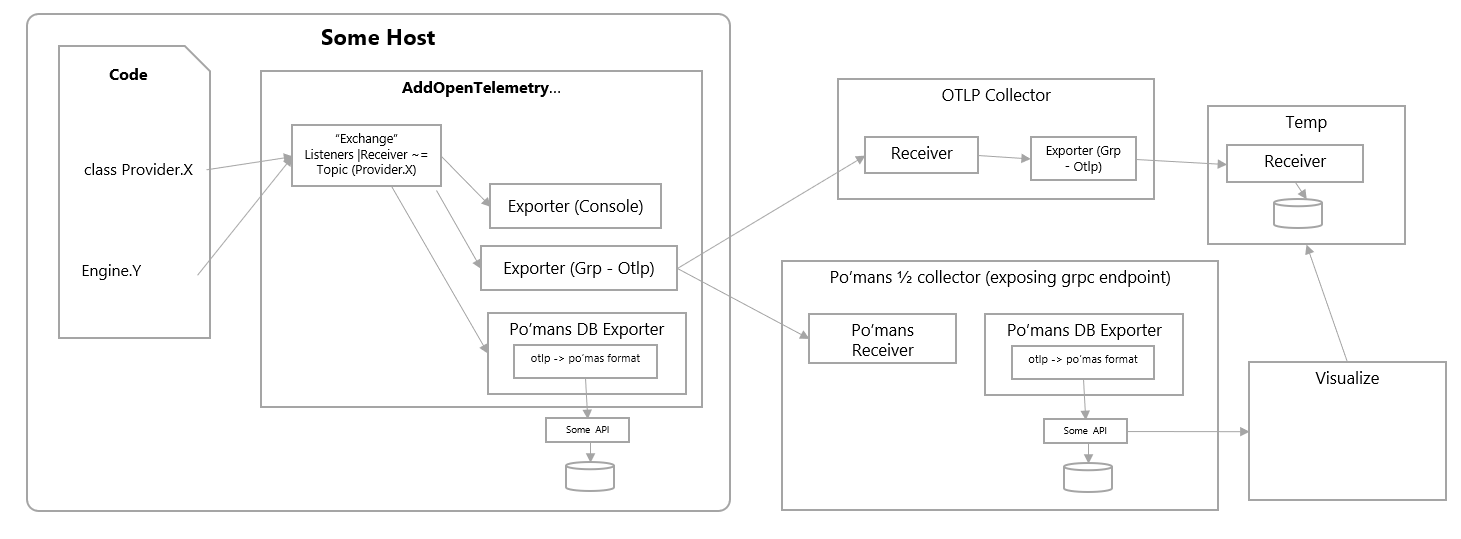 Some Host
Code
class Provider.X
Engine.Y
AddOpenTelemetry...
“Exchange”
Listeners |Receiver ~=
Topic (Provider.X)
Exporter (Console)
Exporter (Grp - Otlp)
Po’mans DB Exporter
otlp -> po’mas format
Some API
OTLP Collector
Receiver
Exporter (Grp
- Otlp)
Temp
Receiver
Po’mans ½ collector (exposing grpc endpoint)
Po’mans
Receiver
Po’mans DB Exporter
otlp -> po’mas format
Some API
Visualize